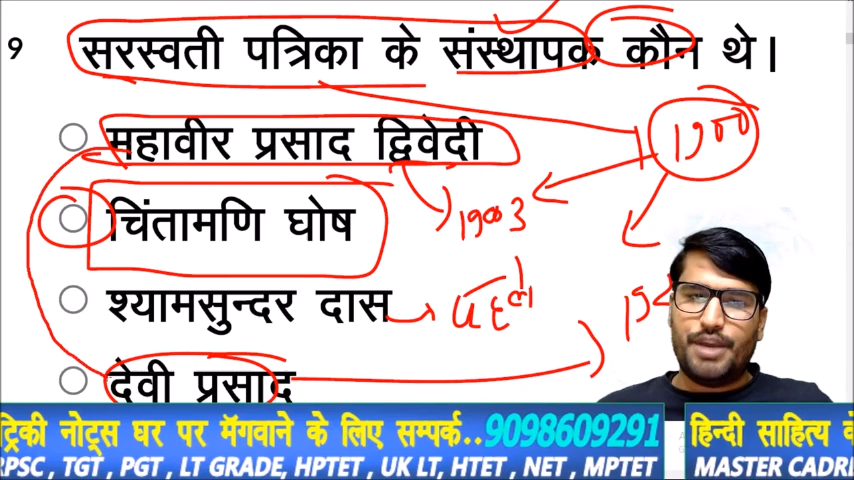 9 सरस्वती पत्रिका के संस्थापक कौन थे।
महावीर प्रसाद द्विवेदी
1900
चिंतामणि घोष
1903
श्यामसुन्दर दास
देवी प्रसाद
ट्रिकी नोट्स घर पर मॅगवाने के लिए सम्पर्क..9098609291
हिन्दी साहित्य
RPSC, TGT, PGT, LT GRADE, HPTET, UK LT, HTET, NET, MPTET
MASTER CADRE